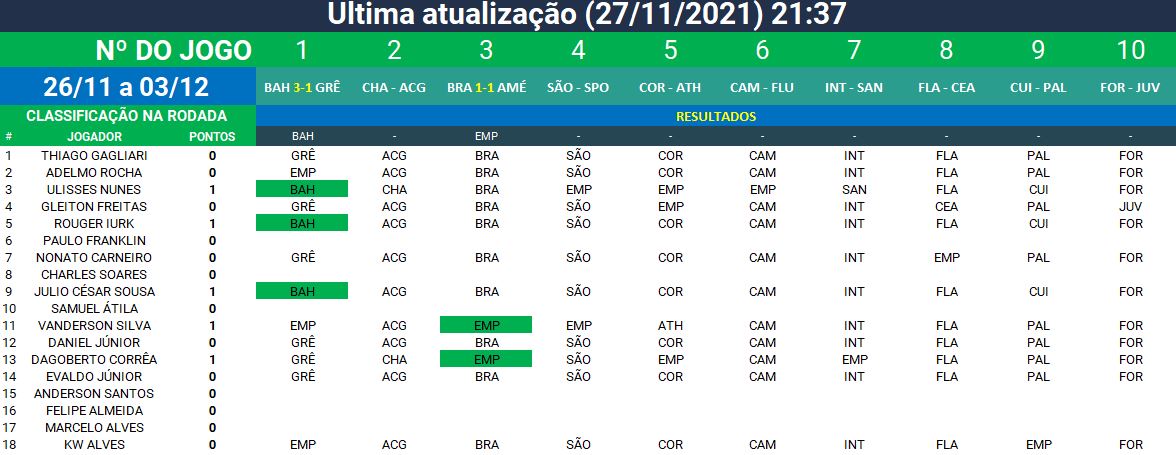 Última atualização (27/11/2021) 21:37
Nº DO JOGO 1 2 3 4 5 6 7 8 9 10
26/11 a 03/12 BAH 3-1 GRÊ CHA - ACG BRA 1-1 AMÉ SÃO - SPO COR - ATH CAM - FLU INT - SAN FLA - CEA CUI - PAL FOR - JUV
CLASSIFICAÇÃO NA RODADA RESULTADOS
# JOGADOR PONTOS BAH - EMP - - - - - - -
1 THIAGO GAGLIARI 0 GRÊ ACG BRA SÃO COR CAM INT FLA PAL FOR
2 ADELMO ROCHA 0 EMP ACG BRA SÃO COR CAM INT FLA PAL FOR
3 ULISSES NUNES 1 BAH CHA BRA EMP EMP EMP SAN FLA CUI FOR
4 GLEITON FREITAS 0 GRÊ ACG BRA SÃO EMP CAM INT CEA PAL JUV
5 ROUGER IURK 1 BAH ACG BRA SÃO COR CAM INT FLA CUI FOR
6 PAULO FRANKLIN 0
7 NONATO CARNEIRO 0 GRÊ ACG BRA SÃO COR CAM INT EMP PAL FOR
8 CHARLES SOARES 0
9 JULIO CÉSAR SOUSA 1 BAH ACG BRA SÃO COR CAM INT FLA CUI FOR
10 SAMUEL ÁTILA 0
11 VANDERSON SILVA 1 EMP ACG EMP EMP ATH CAM INT FLA PAL FOR
12 DANIEL JÚNIOR 0 GRÊ ACG BRA SÃO COR CAM INT FLA PAL FOR
13 DAGOBERTO CORRÊA 1 GRÊ CHA EMP SÃO EMP CAM EMP FLA PAL FOR
14 EVALDO JÚNIOR 0 GRÊ ACG BRA SÃO COR CAM INT FLA PAL FOR
15 ANDERSON SANTOS 0
16 FELIPE ALMEIDA 0
17 MARCELO ALVES 0
18 KW ALVES 0 EMP ACG BRA SÃO COR CAM INT FLA EMP FOR